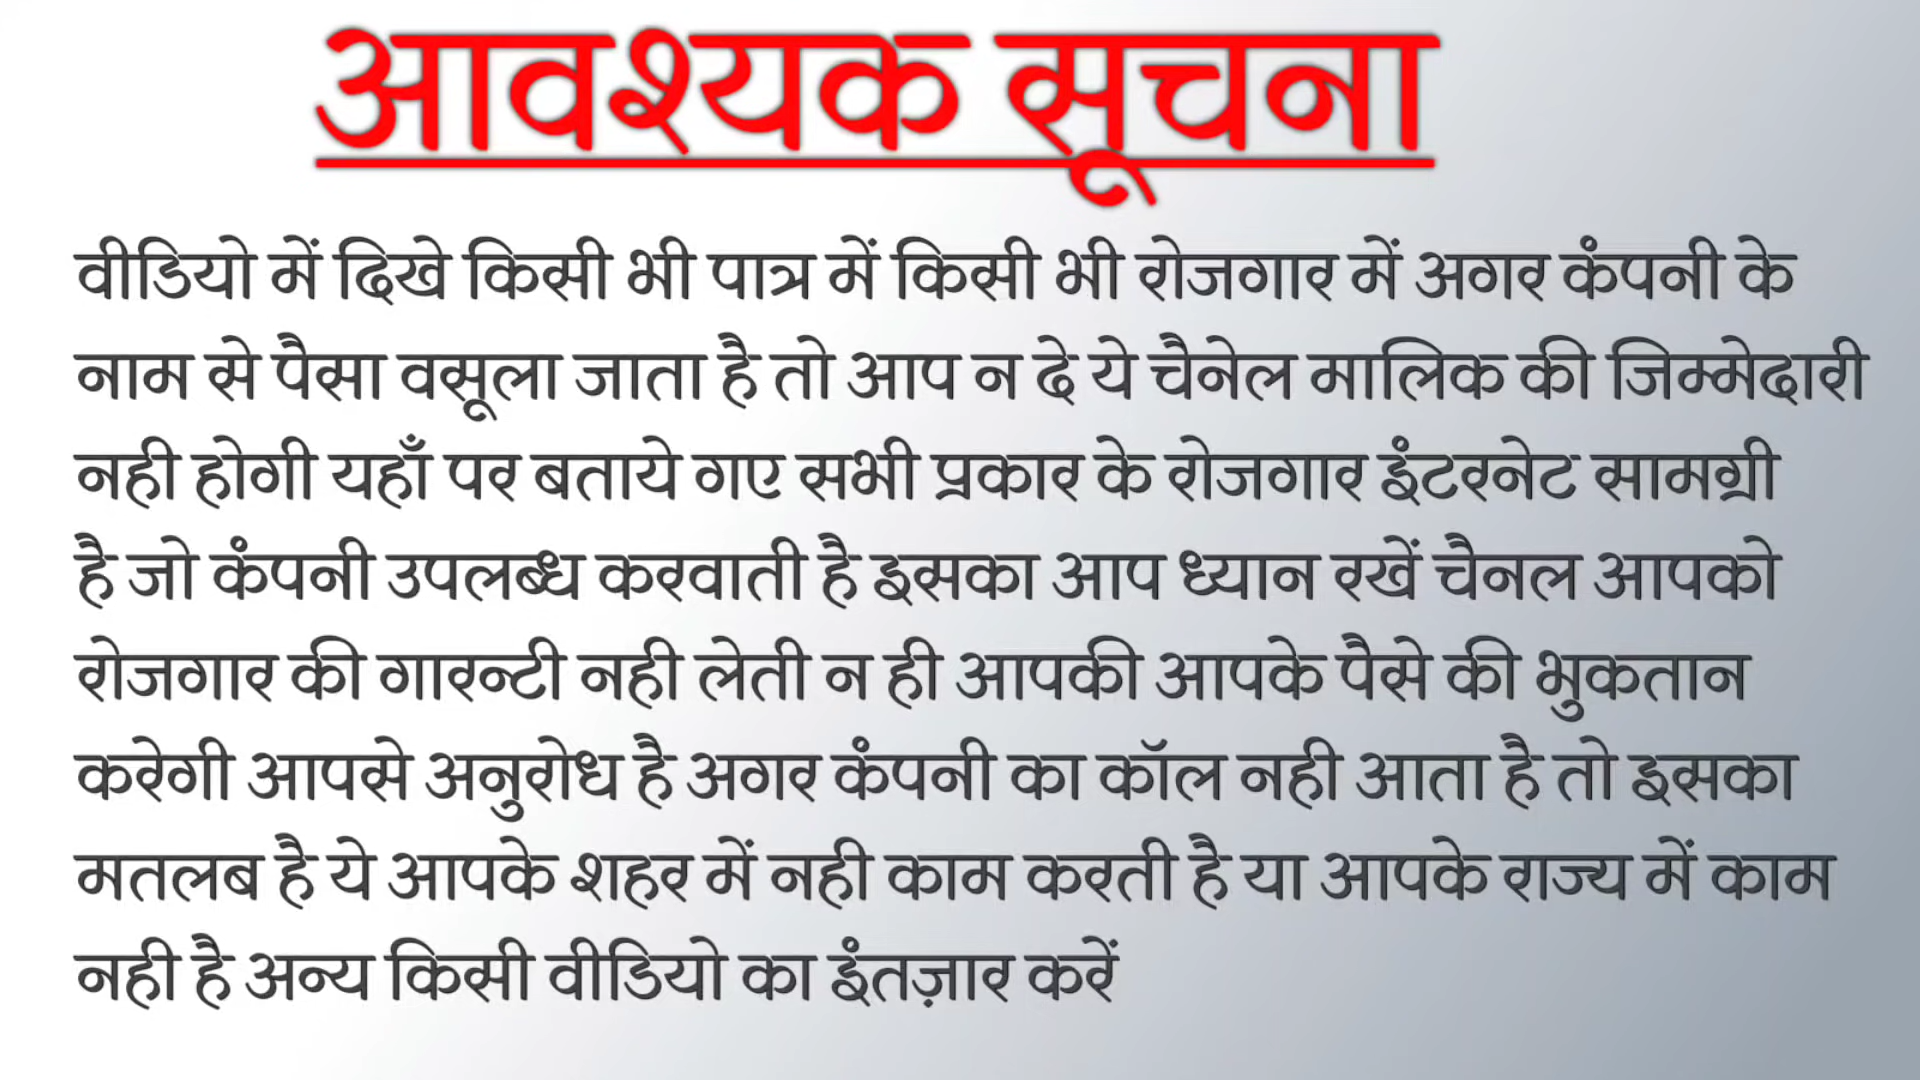 आवश्यक सूचना
वीडियो में दिखे किसी भी पात्र में किसी भी रोजगार में अगर कंपनी के
नाम से पैसा वसूला जाता है तो आप न दे ये चैनेल मालिक की जिम्मेदारी
नही होगी यहाँ पर बताये गए सभी प्रकार के रोजगार इंटरनेट सामग्री
है जो कंपनी उपलब्ध करवाती है इसका आप ध्यान रखें चैनल आपको
रोजगार की गारन्टी नही लेती न ही आपकी आपके पैसे की भुकतान
करेगी आपसे अनुरोध है अगर कंपनी का कॉल नही आता है तो इसका
मतलब है ये आपके शहर में नही काम करती है या आपके राज्य में काम
नही है अन्य किसी वीडियो का इंतज़ार करें